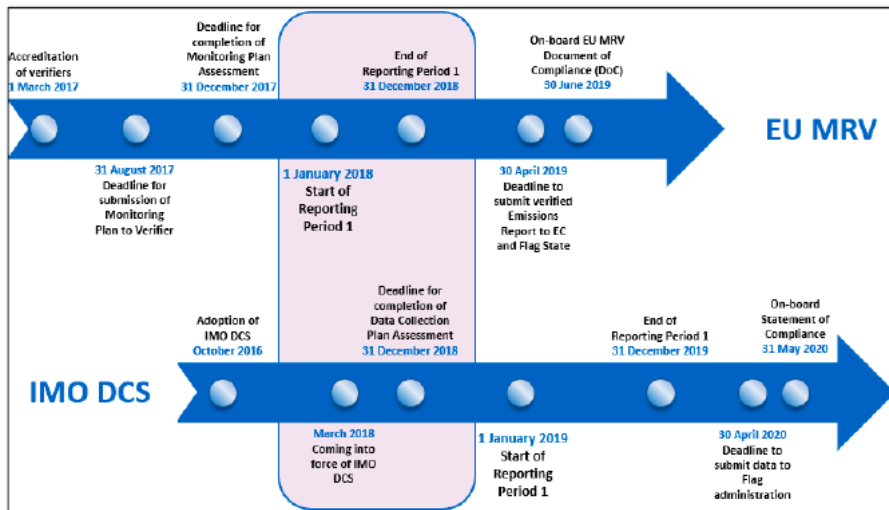 Accreditation
of verifiers
1 March 2017
Deadline for
completion of
Monitoring Plan
Assessment
31 December 2017
End of
Reporting Period 1
31 December 2018
On-board EU MRV
Document of
Compliance (DoC)
30 June 2019
EU MRV
31 August 2017
Deadline for
submission of
Monitoring
Plan to Verifier
1 January 2018
Start of
Reporting
Period 1
30 April 2019
Deadline to
submit verified
Emissions
Report to EC
and Flag State
Adoption of
IMO DCS
October 2016
Deadline for
completion of
Data Collection
Plan Assessment
31 December 2018
End of
Reporting Period 1
31 December 2019
On-board
Statement of
Compliance
31 May 2020
IMO DCS
March 2018
Coming into
force of IMO
DCS
1 January 2019
Start of
Reporting
Period 1
30 April 2020
Deadline to
submit data to
Flag
administration